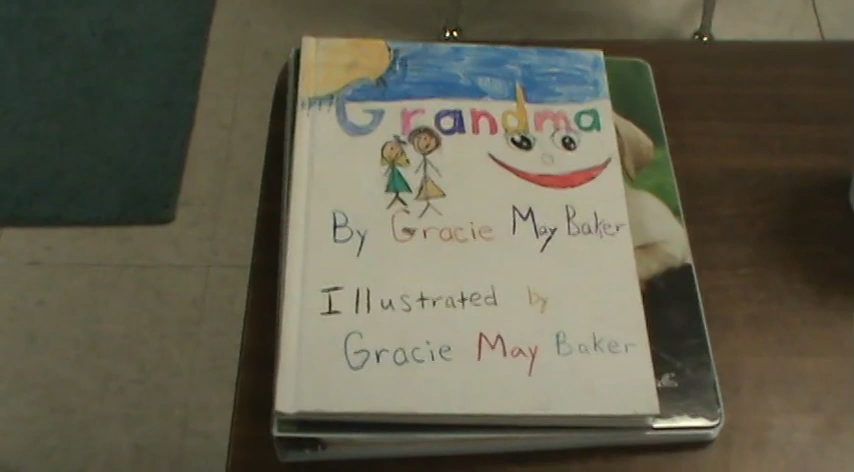 Grandma
By Gracie May Baker
Illustrated by
Gracie May Baker